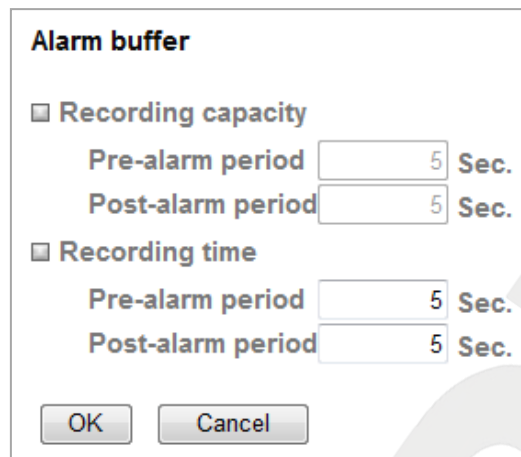 Alarm buffer
Recording capacity
Pre-alarm period 5 Sec.
Post-alarm period 5 Sec.
Recording time
Pre-alarm period 5 Sec.
Post-alarm period 5 Sec.
OK Cancel